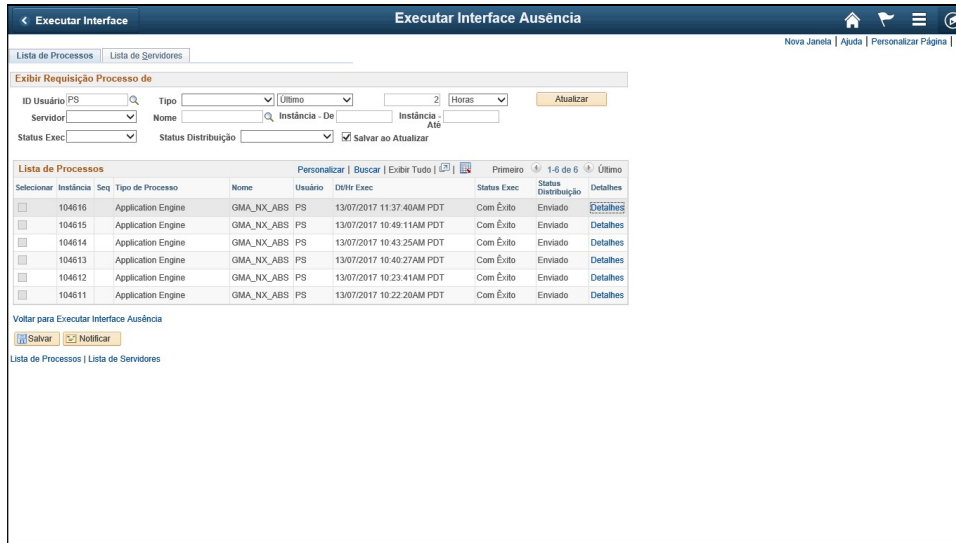 Executar Interface
Executar Interface Ausência
Nova Janela | Ajuda | Personalizar Página |
Lista de Processos
Lista de Servidores
Exibir Requisição Processo de
ID Usuário PS Tipo Último 2 Horas Atualizar
Servidor Nome Instância - De Instância - Até
Status Exec Status Distribuição Salvar ao Atualizar
Lista de Processos Personalizar | Buscar | Exibir Tudo | | Primeiro 1-6 de 6 Último
Selecionar Instância Seq Tipo de Processo Nome Usuário Dt/Hr Exec Status Exec Status Distribuição Detalhes
104616 Application Engine GMA_NX_ABS PS 13/07/2017 11:37:40AM PDT Com Êxito Enviado Detalhes
104615 Application Engine GMA_NX_ABS PS 13/07/2017 10:49:11AM PDT Com Êxito Enviado Detalhes
104614 Application Engine GMA_NX_ABS PS 13/07/2017 10:43:25AM PDT Com Êxito Enviado Detalhes
104613 Application Engine GMA_NX_ABS PS 13/07/2017 10:40:27AM PDT Com Êxito Enviado Detalhes
104612 Application Engine GMA_NX_ABS PS 13/07/2017 10:23:41AM PDT Com Êxito Enviado Detalhes
104611 Application Engine GMA_NX_ABS PS 13/07/2017 10:22:20AM PDT Com Êxito Enviado Detalhes
Voltar para Executar Interface Ausência
Salvar Notificar
Lista de Processos | Lista de Servidores